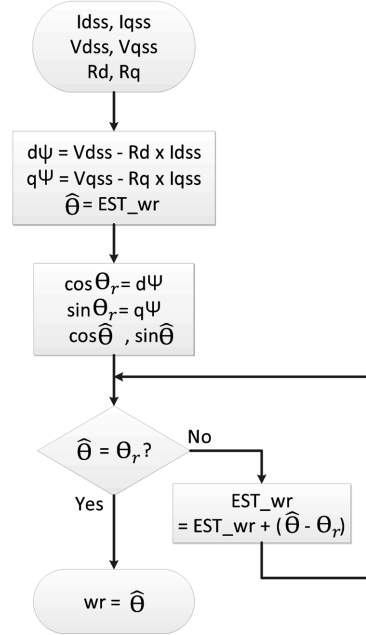 Idss, Iqss
Vdss, Vqss
Rd, Rq
dψ = Vdss - Rd x Idss
qΨ = Vqss - Rq x Iqss
θ̂ = EST_wr
cosθᵣ = dΨ
sinθᵣ = qΨ
cosθ̂ , sinθ̂
θ̂ = θᵣ?
No
Yes
EST_wr
= EST_wr + (θ̂ - θᵣ)
wr = θ̂